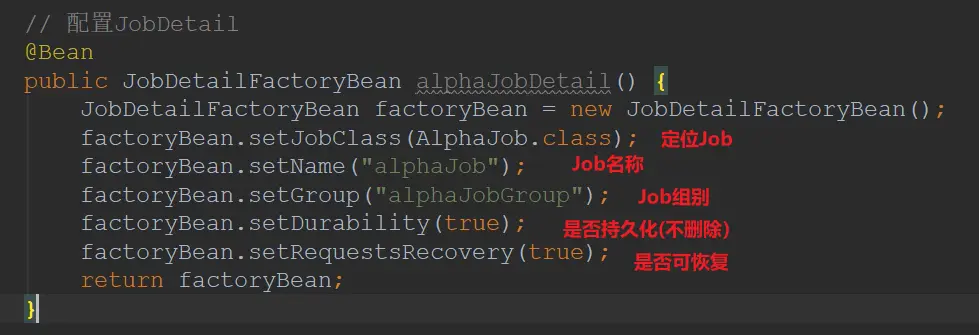 // 配置JobDetail
@Bean
public JobDetailFactoryBean alphaJobDetail() {
JobDetailFactoryBean factoryBean = new JobDetailFactoryBean();
factoryBean.setJobClass(AlphaJob.class); 定位Job
factoryBean.setName("alphaJob"); Job名称
factoryBean.setGroup("alphaJobGroup"); Job组别
factoryBean.setDurability(true); 是否持久化(不删除)
factoryBean.setRequestsRecovery(true); 是否可恢复
return factoryBean;
}